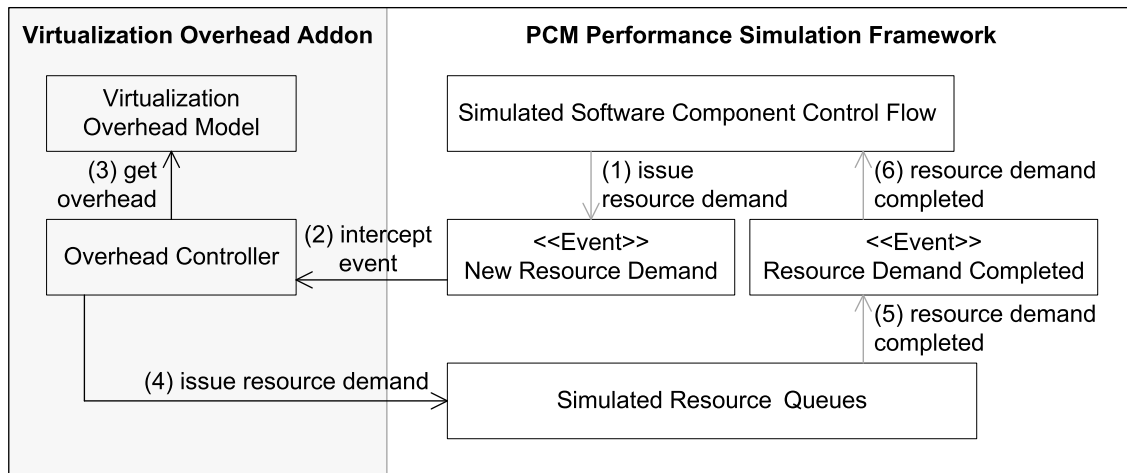 Virtualization Overhead Addon
PCM Performance Simulation Framework
Virtualization
Overhead Model
Simulated Software Component Control Flow
(3) get
overhead
(1) issue
resource demand
(6) resource demand
completed
Overhead Controller
(2) intercept
event
<<Event>>
New Resource Demand
<<Event>>
Resource Demand Completed
(5) resource demand
completed
(4) issue resource demand
Simulated Resource Queues